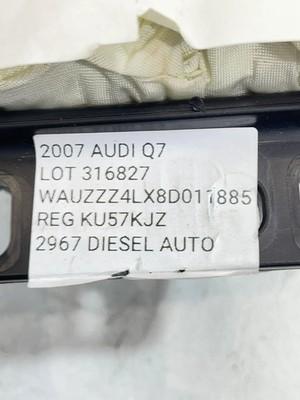 2007 AUDI Q7
LOT 316827
WAUZZZ4LX8D011885
REG KU57KJZ
2967 DIESEL AUTO